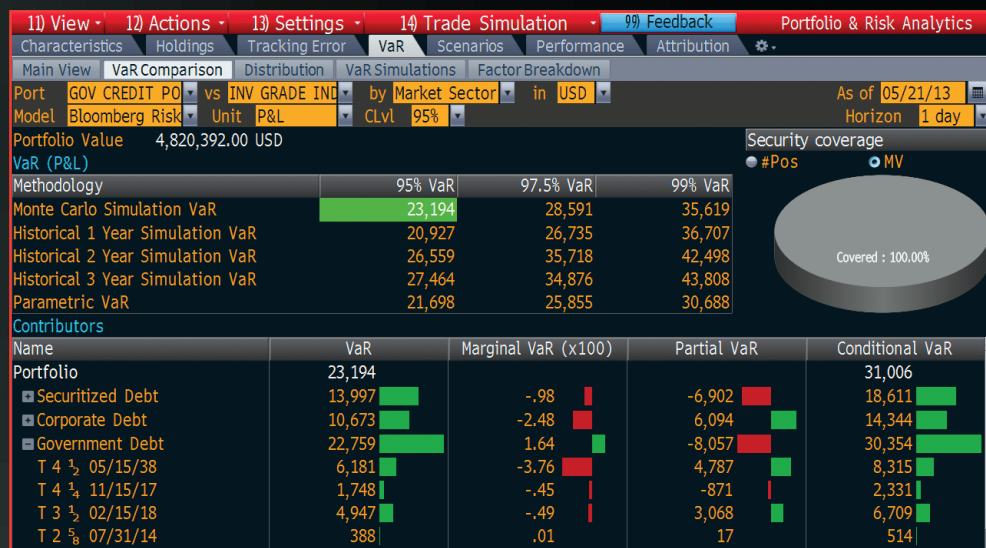 11) View 12) Actions 13) Settings 14) Trade Simulation 99) Feedback Portfolio & Risk Analytics
Characteristics Holdings Tracking Error VaR Scenarios Performance Attribution
Main View VaR Comparison Distribution VaR Simulations Factor Breakdown
Port GOV CREDIT PO vs INV GRADE IND by Market Sector in USD As of 05/21/13
Model Bloomberg Risk Unit P&L CLvl 95% Horizon 1 day
Portfolio Value 4,820,392.00 USD Security coverage
VaR (P&L) #Pos MV
Methodology 95% VaR 97.5% VaR 99% VaR
Monte Carlo Simulation VaR 23,194 28,591 35,619
Historical 1 Year Simulation VaR 20,927 26,735 36,707
Historical 2 Year Simulation VaR 26,559 35,718 42,498
Covered : 100.00%
Historical 3 Year Simulation VaR 27,464 34,876 43,808
Parametric VaR 21,698 25,855 30,688
Contributors
Name VaR Marginal VaR (x100) Partial VaR Conditional VaR
Portfolio 23,194 31,006
Securitized Debt 13,997 -.98 -6,902 18,611
Corporate Debt 10,673 -2.48 6,094 14,344
Government Debt 22,759 1.64 -8,057 30,354
T 4 ½ 05/15/38 6,181 -3.76 4,787 8,315
T 4 ¼ 11/15/17 1,748 -.45 -871 2,331
T 3 ½ 02/15/18 4,947 -.49 3,068 6,709
T 2 ⅝ 07/31/14 388 .01 17 514